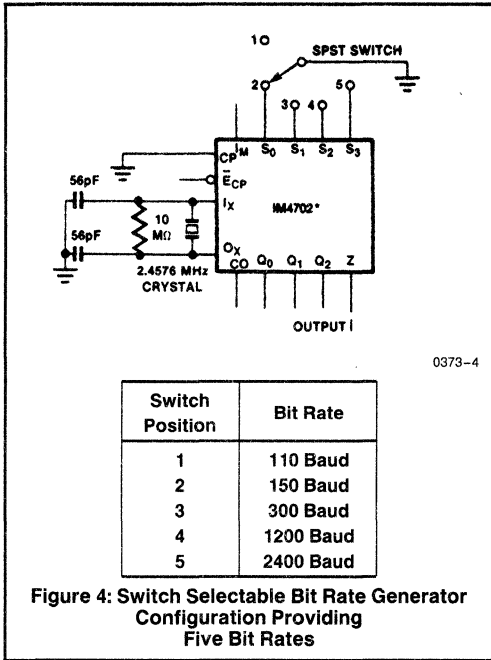 1
SPST SWITCH
2
3
4
5
IM
S0
S1
S2
S3
CP
ECP
56pF
IX
IM4702*
10
MΩ
56pF
OX
2.4576 MHz
CRYSTAL
CO
Q0
Q1
Q2
Z
OUTPUT 1
0373-4
Switch Position
Bit Rate
1 110 Baud
2 150 Baud
3 300 Baud
4 1200 Baud
5 2400 Baud
Figure 4: Switch Selectable Bit Rate Generator
Configuration Providing
Five Bit Rates